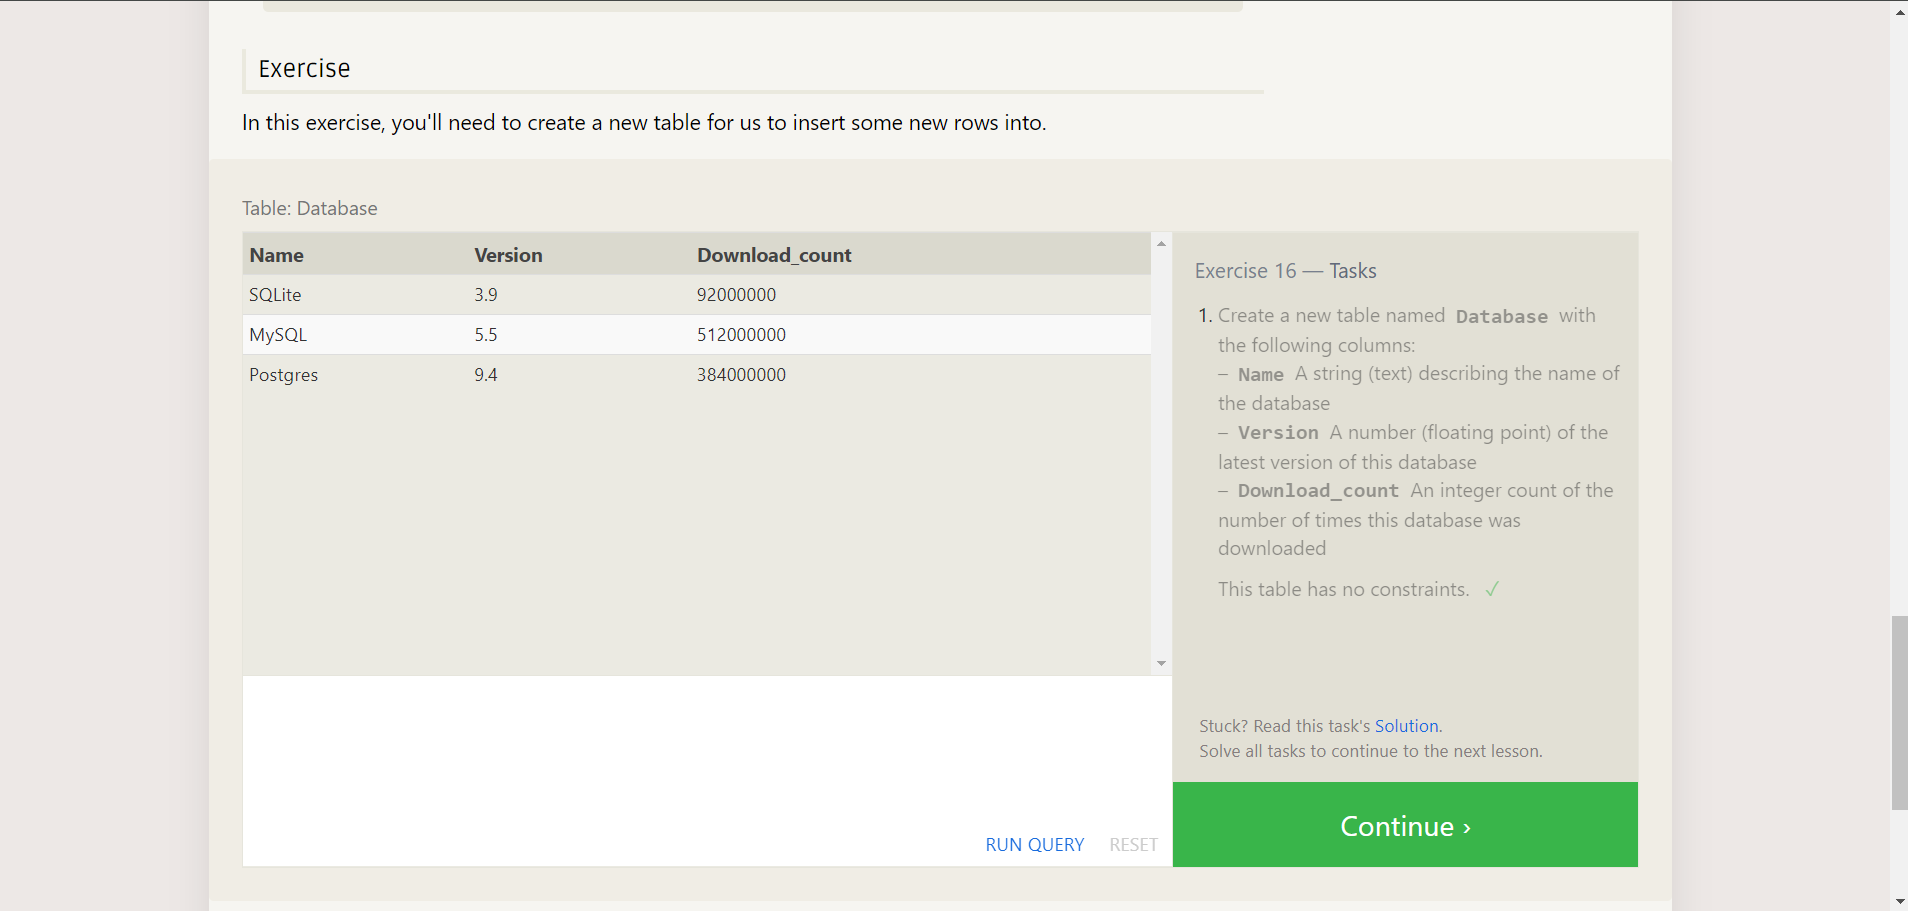 Exercise
In this exercise, you'll need to create a new table for us to insert some new rows into.
Table: Database
Name Version Download_count
SQLite 3.9 92000000
MySQL 5.5 512000000
Postgres 9.4 384000000
RUN QUERY RESET
Exercise 16 — Tasks
1. Create a new table named Database with
the following columns:
– Name A string (text) describing the name of
the database
– Version A number (floating point) of the
latest version of this database
– Download_count An integer count of the
number of times this database was
downloaded
This table has no constraints. ✓
Stuck? Read this task's Solution.
Solve all tasks to continue to the next lesson.
Continue ›